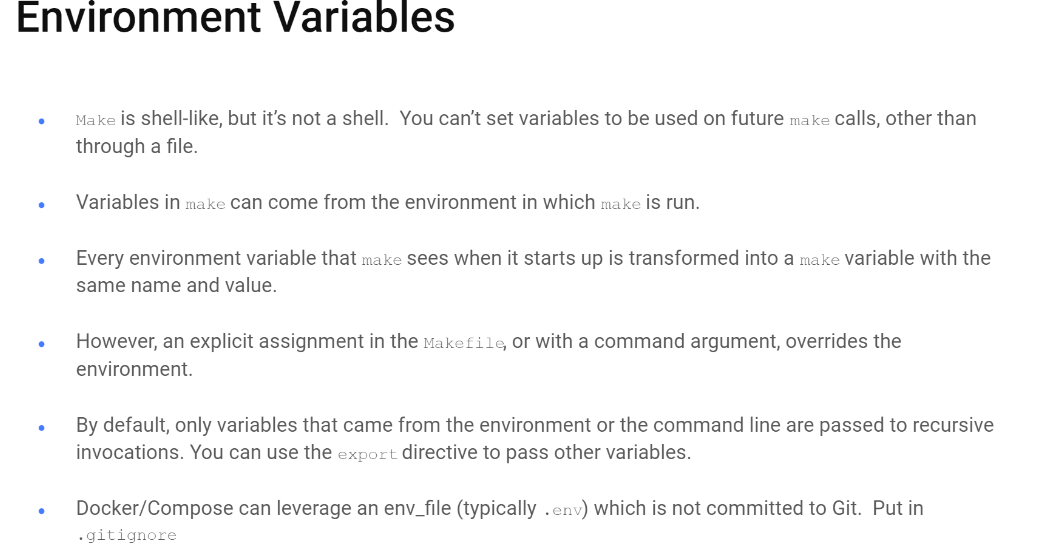 Environment Variables
Make is shell-like, but it’s not a shell.  You can’t set variables to be used on future make calls, other than
through a file.
Variables in make can come from the environment in which make is run.
Every environment variable that make sees when it starts up is transformed into a make variable with the
same name and value.
However, an explicit assignment in the Makefile, or with a command argument, overrides the
environment.
By default, only variables that came from the environment or the command line are passed to recursive
invocations. You can use the export directive to pass other variables.
Docker/Compose can leverage an env_file (typically .env) which is not committed to Git.  Put in
.gitignore